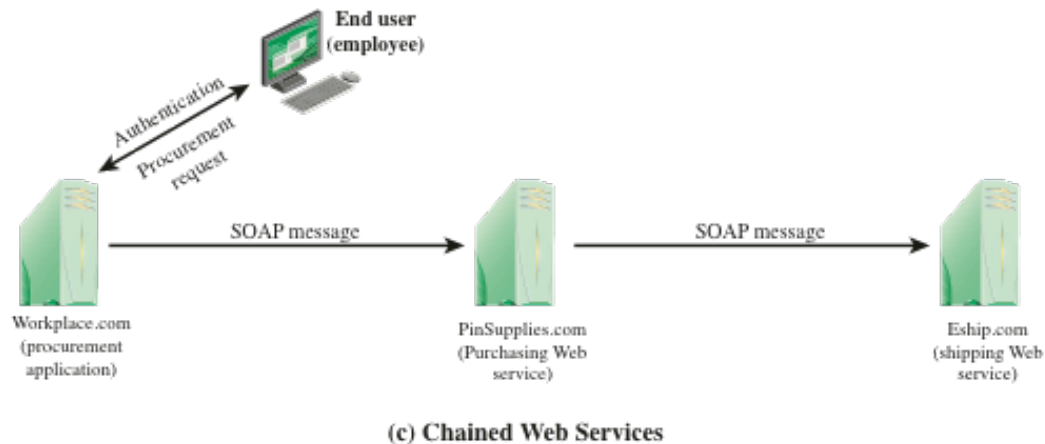 End user
(employee)
Authentication
Procurement
request
SOAP message
SOAP message
Workplace.com
(procurement
application)
PinSupplies.com
(Purchasing Web
service)
Eship.com
(shipping Web
service)
(c) Chained Web Services